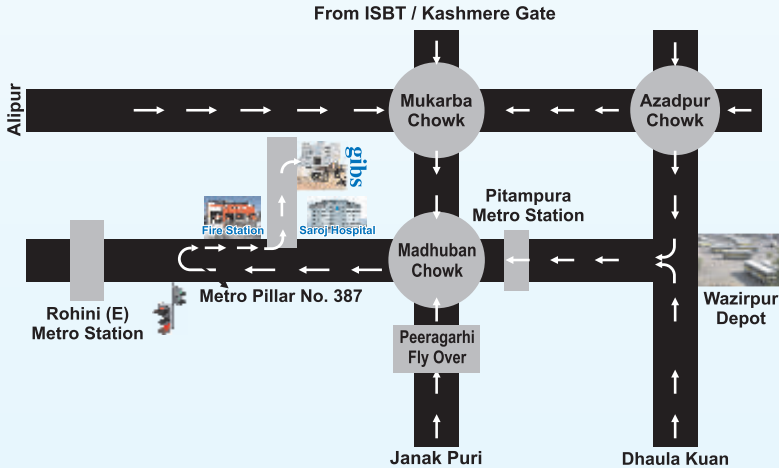 From ISBT / Kashmere Gate
Alipur
Mukarba
Chowk
Azadpur
Chowk
gibs
Pitampura
Metro Station
Fire Station
Saroj Hospital
Madhuban
Chowk
Metro Pillar No. 387
Rohini (E)
Metro Station
Wazirpur
Depot
Peeragarhi
Fly Over
Janak Puri
Dhaula Kuan